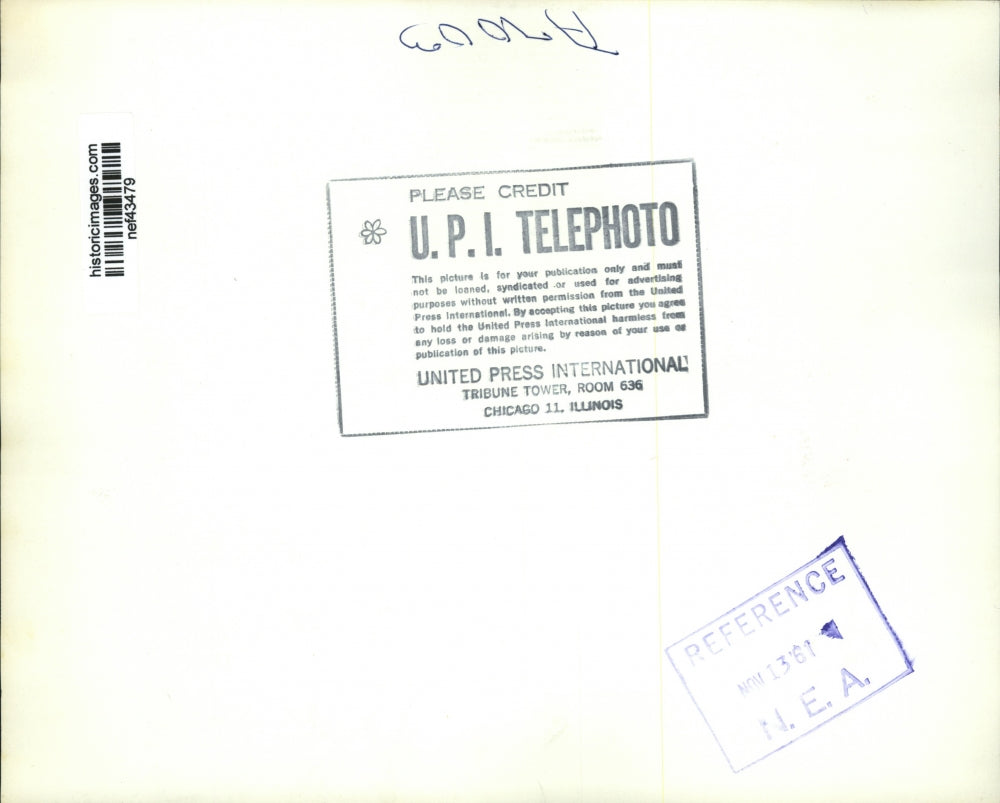 historicimages.com
nef43479
PLEASE CREDIT
U. P. I. TELEPHOTO
This picture is for your publication only and must
not be loaned, syndicated or used for advertising
purposes without written permission from the United
Press International. By accepting this picture you agree
to hold the United Press International harmless from
any loss or damage arising by reason of your use or
publication of this picture.
UNITED PRESS INTERNATIONAL
TRIBUNE TOWER, ROOM 636
CHICAGO 11, ILLINOIS
REFERENCE
NOV 13 '61
N. E. A.